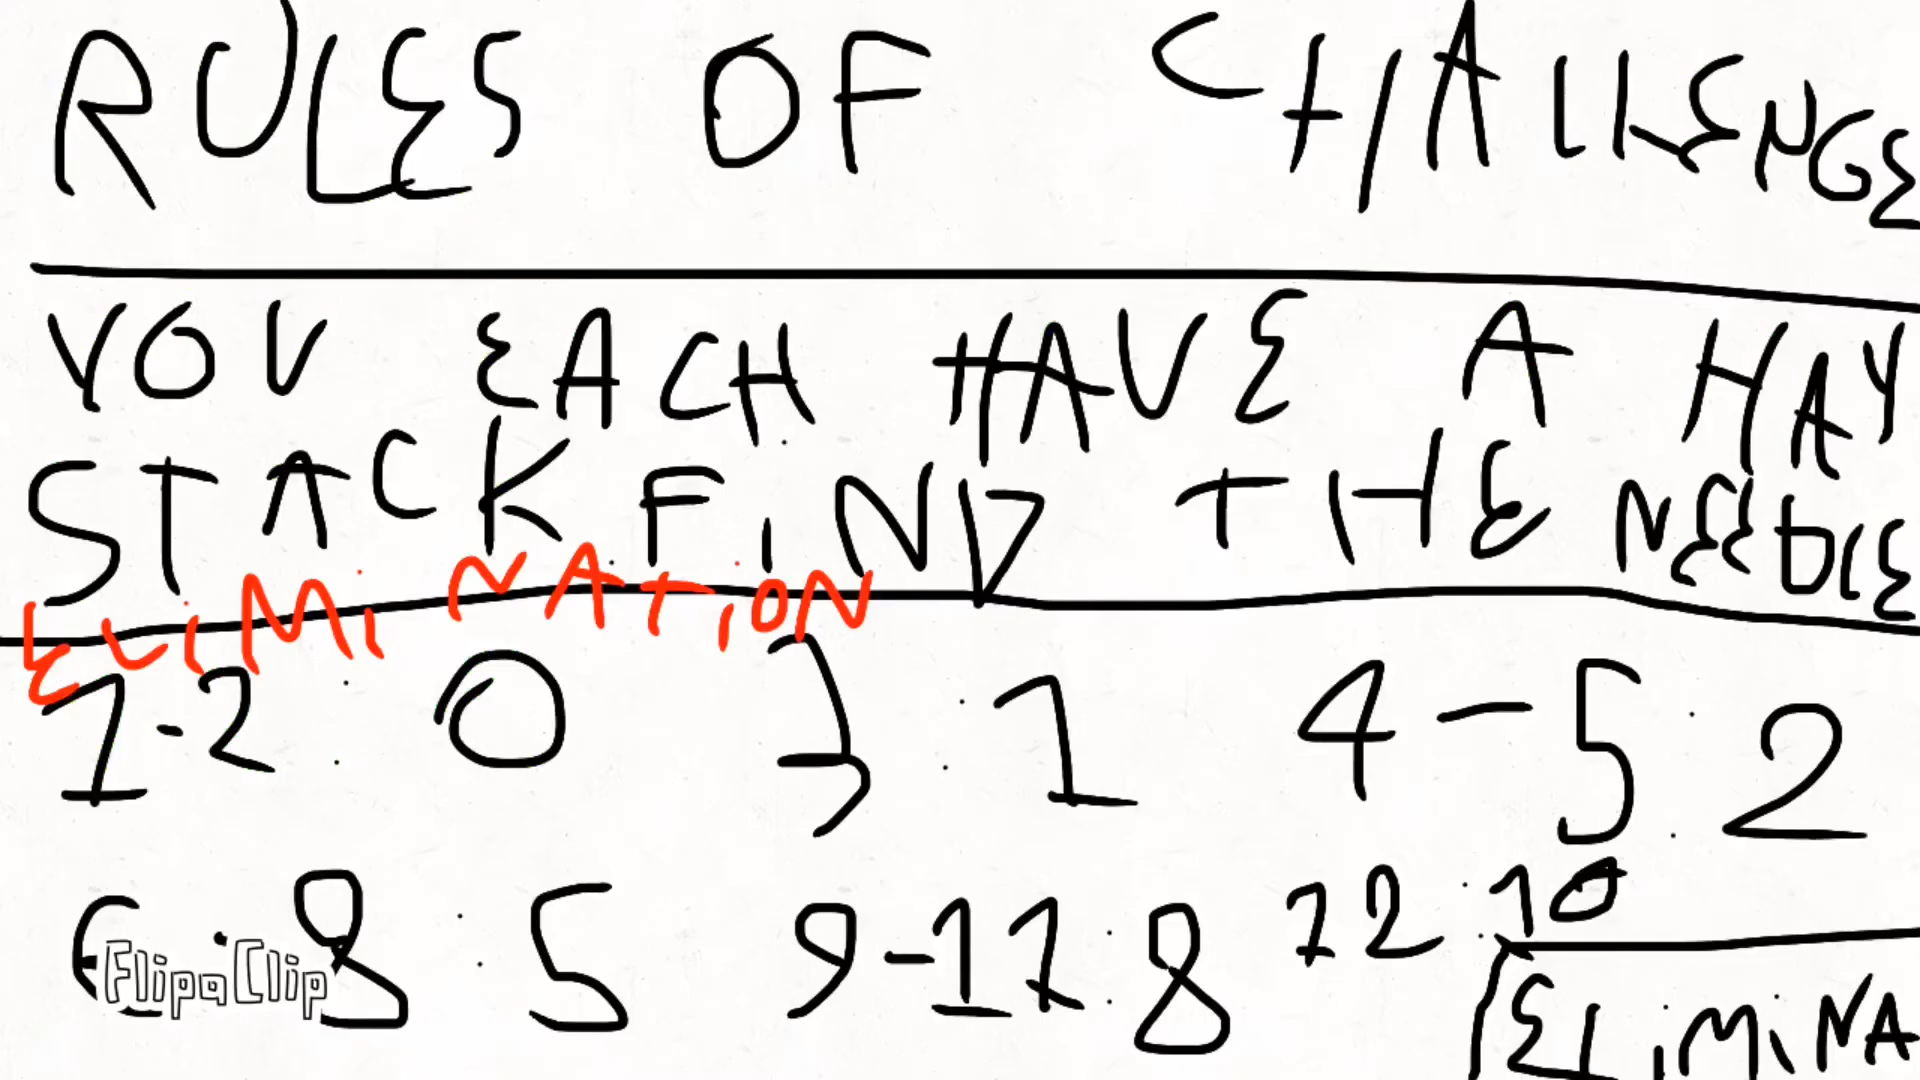 RULES OF CHALLENGE
YOU EACH HAVE A HAY
STACK FIND THE NEEDLE
ELIMINATION
1-2: 0 3: 1 4-5: 2
6-8: 5 9-11: 8 12: 10
FlipaClip
ELIMINA